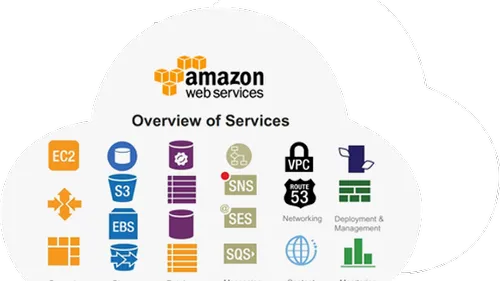 amazon
web services
Overview of Services
EC2
VPC
S3
SNS
ROUTE
53
EBS
@
SES
Networking
Deployment &
Management
SQS